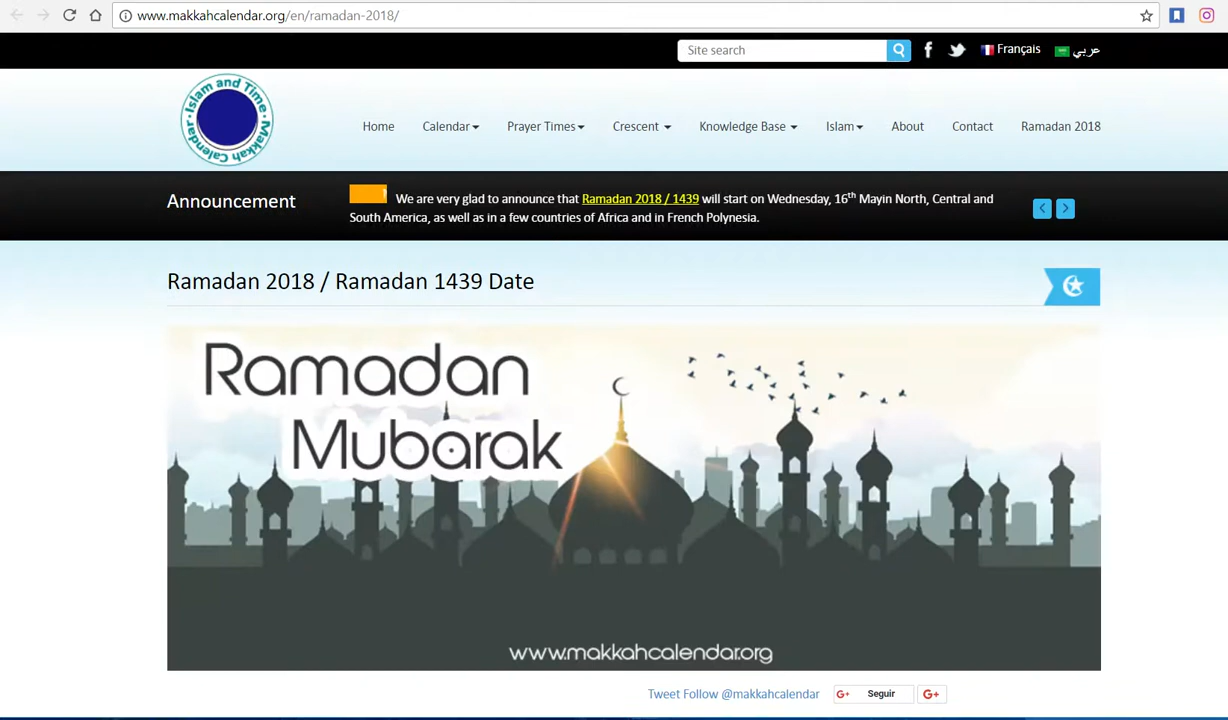 www.makkahcalendar.org/en/ramadan-2018/
Site search
f
Français
عربي
Islam and Time
Makkah Calendar
Home
Calendar
Prayer Times
Crescent
Knowledge Base
Islam
About
Contact
Ramadan 2018
Announcement
We are very glad to announce that Ramadan 2018 / 1439 will start on Wednesday, 16th Mayin North, Central and
South America, as well as in a few countries of Africa and in French Polynesia.
Ramadan 2018 / Ramadan 1439 Date
Ramadan
Mubarak
www.makkahcalendar.org
Tweet Follow @makkahcalendar
G+ Seguir
G+